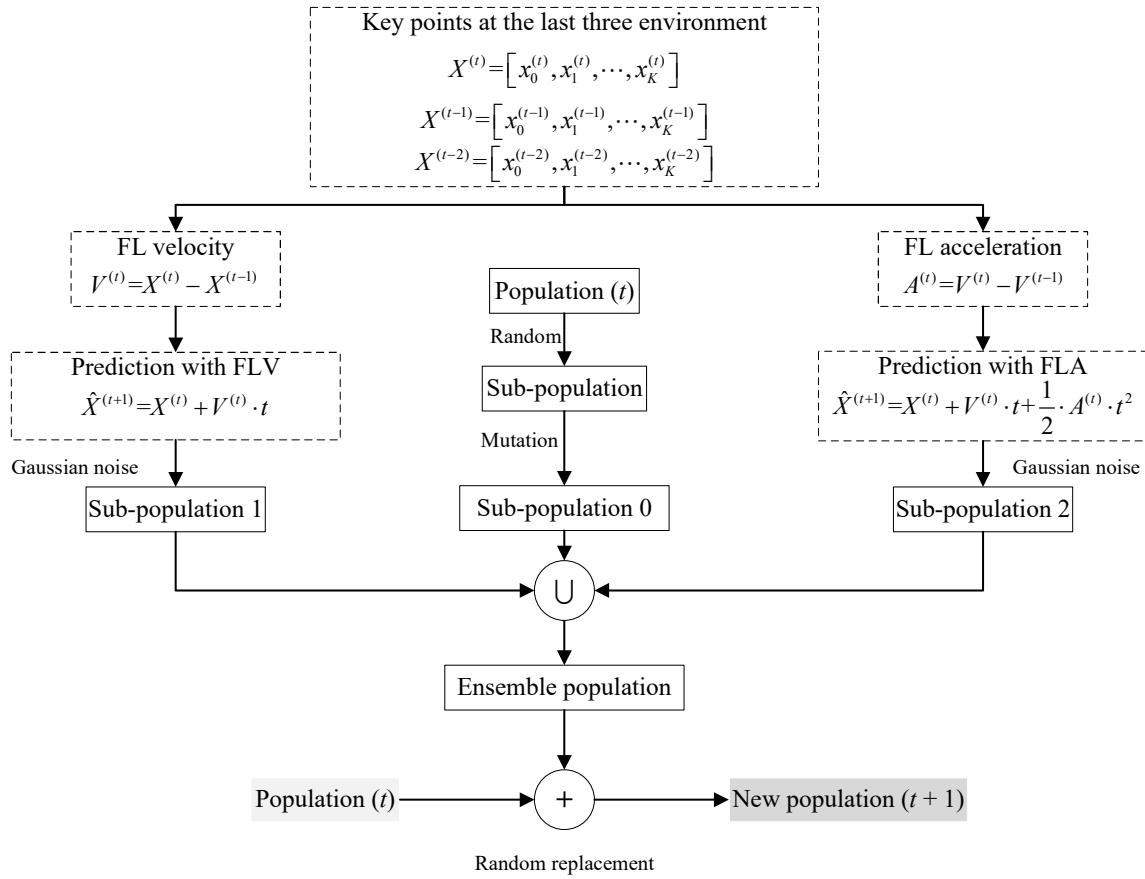 Key points at the last three environment
X^{(t)}=[x_0^{(t)}, x_1^{(t)}, ⋯, x_K^{(t)}]
X^{(t−1)}=[x_0^{(t−1)}, x_1^{(t−1)}, ⋯, x_K^{(t−1)}]
X^{(t−2)}=[x_0^{(t−2)}, x_1^{(t−2)}, ⋯, x_K^{(t−2)}]
FL velocity
V^{(t)}=X^{(t)} − X^{(t−1)}
Prediction with FLV
X̂^{(t+1)}=X^{(t)} + V^{(t)} · t
Gaussian noise
Sub-population 1
Population (t)
Random
Sub-population
Mutation
Sub-population 0
FL acceleration
A^{(t)}=V^{(t)} − V^{(t−1)}
Prediction with FLA
X̂^{(t+1)}=X^{(t)} + V^{(t)} · t+\frac{1}{2} · A^{(t)} · t^2
Gaussian noise
Sub-population 2
∪
Ensemble population
Population (t)
+
New population (t + 1)
Random replacement